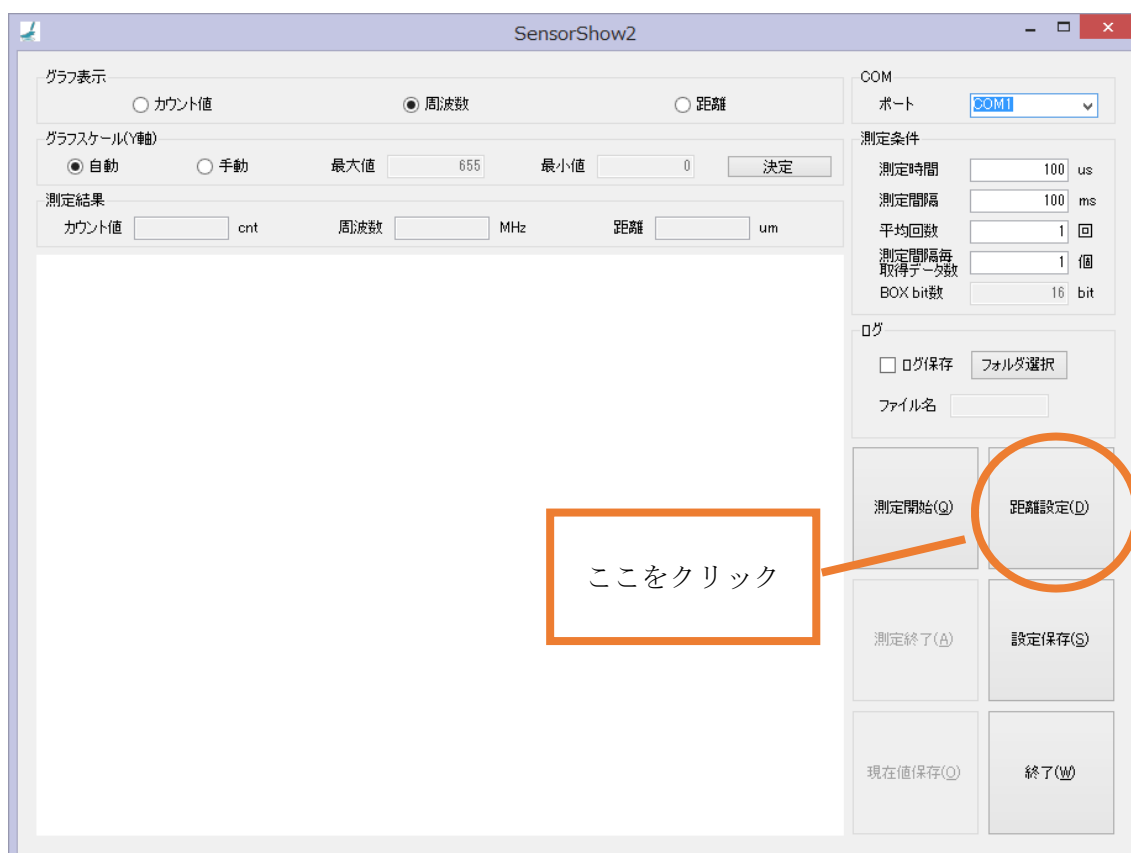 SensorShow2
グラフ表示
カウント値 周波数 距離
グラフスケール(Y軸)
自動 手動 最大値 655 最小値 0 決定
測定結果
カウント値 cnt 周波数 MHz 距離 um
COM
ポート COM1
測定条件
測定時間 100 us
測定間隔 100 ms
平均回数 1 回
測定間隔毎
取得データ数 1 個
BOX bit数 16 bit
ログ
ログ保存 フォルダ選択
ファイル名
測定開始(Q) 距離設定(D)
ここをクリック
測定終了(A) 設定保存(S)
現在値保存(O) 終了(W)